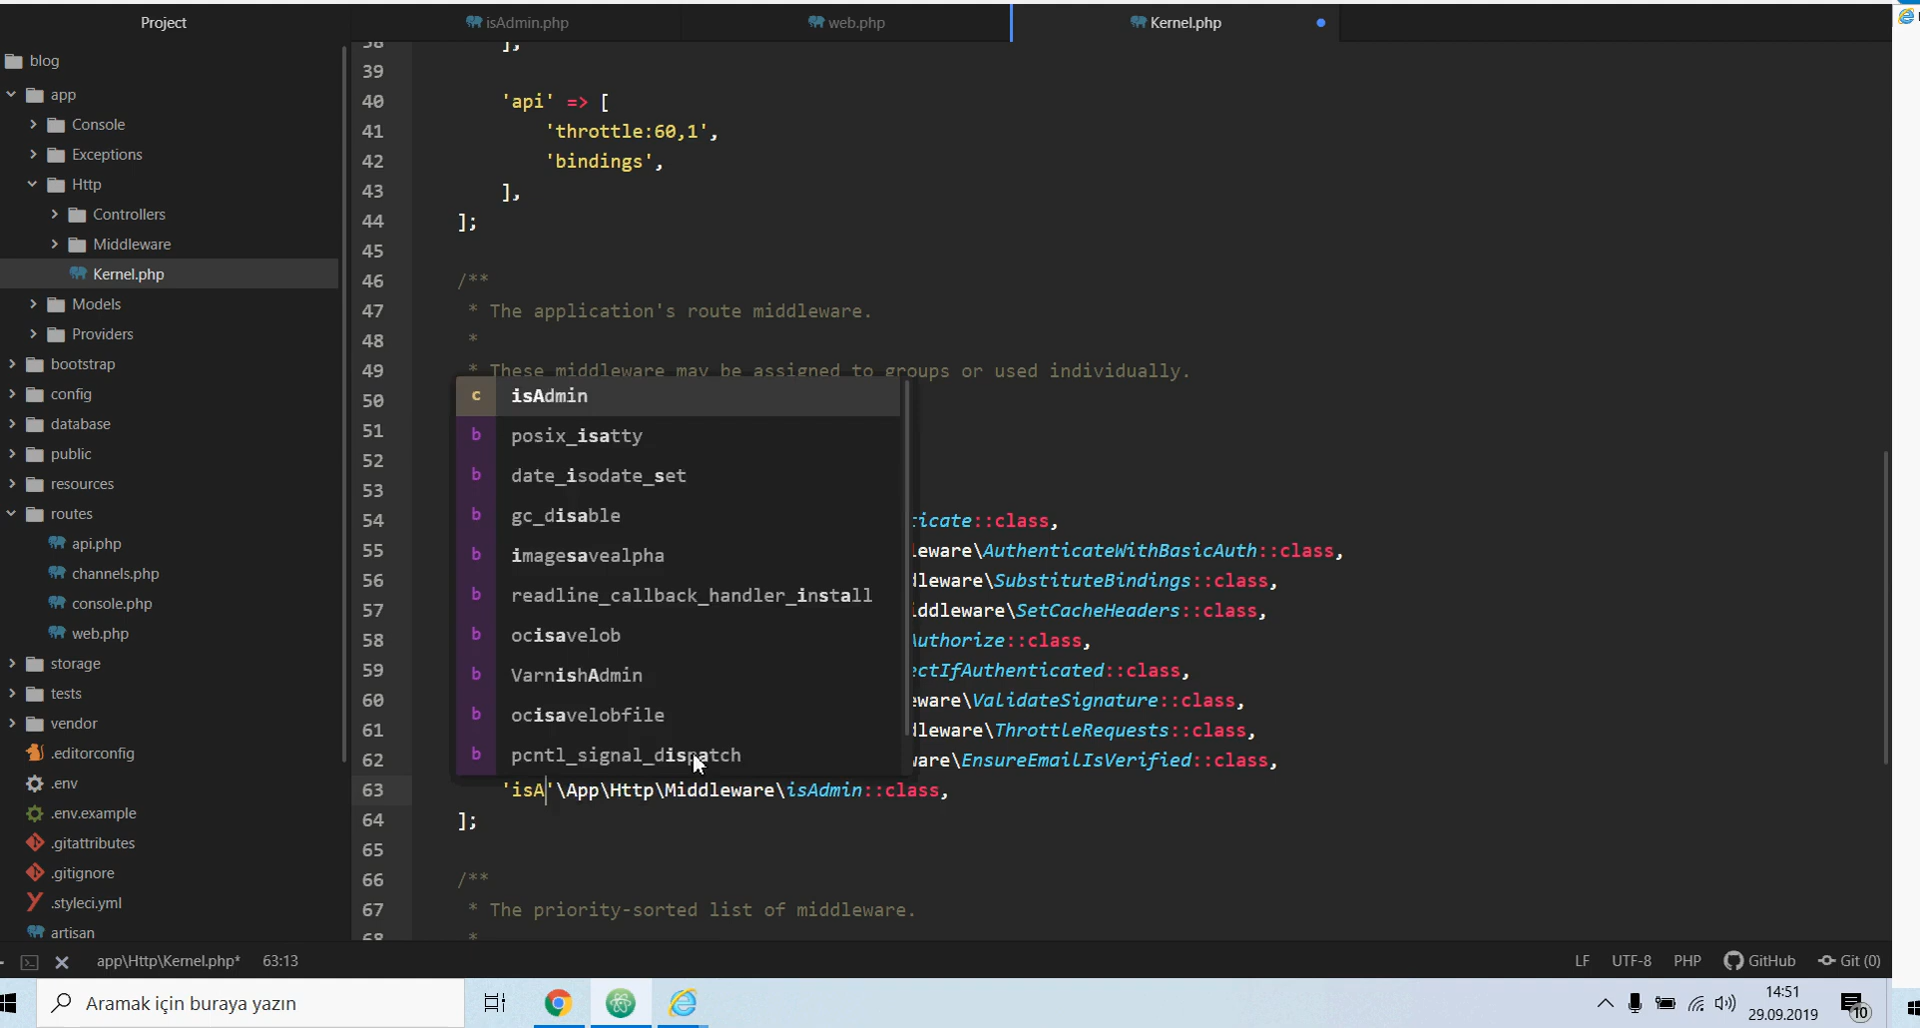 Project
isAdmin.php
web.php
Kernel.php
blog
app
Console
Exceptions
Http
Controllers
Middleware
Kernel.php
Models
Providers
bootstrap
config
database
public
resources
routes
api.php
channels.php
console.php
web.php
storage
tests
vendor
.editorconfig
.env
.env.example
.gitattributes
.gitignore
.styleci.yml
artisan
38 ],
39
40 'api' => [
41 'throttle:60,1',
42 'bindings',
43 ],
44 ];
45
46 /**
47 * The application's route middleware.
48 *
49 * These middleware may be assigned to groups or used individually.
50
51
52
53
54 icate::class,
55 leware\AuthenticateWithBasicAuth::class,
56 dleware\SubstituteBindings::class,
57 iddleware\SetCacheHeaders::class,
58 Authorize::class,
59 ectIfAuthenticated::class,
60 eware\ValidateSignature::class,
61 dleware\ThrottleRequests::class,
62 ware\EnsureEmailIsVerified::class,
63 'isA'\App\Http\Middleware\isAdmin::class,
64 ];
65
66 /**
67 * The priority-sorted list of middleware.
68 *
c isAdmin
b posix_isatty
b date_isodate_set
b gc_disable
b imagesavealpha
b readline_callback_handler_install
b ocisavelob
b VarnishAdmin
b ocisavelobfile
b pcntl_signal_dispatch
app\Http\Kernel.php* 63:13
LF UTF-8 PHP GitHub Git (0)
Aramak için buraya yazın
14:51
29.09.2019
10